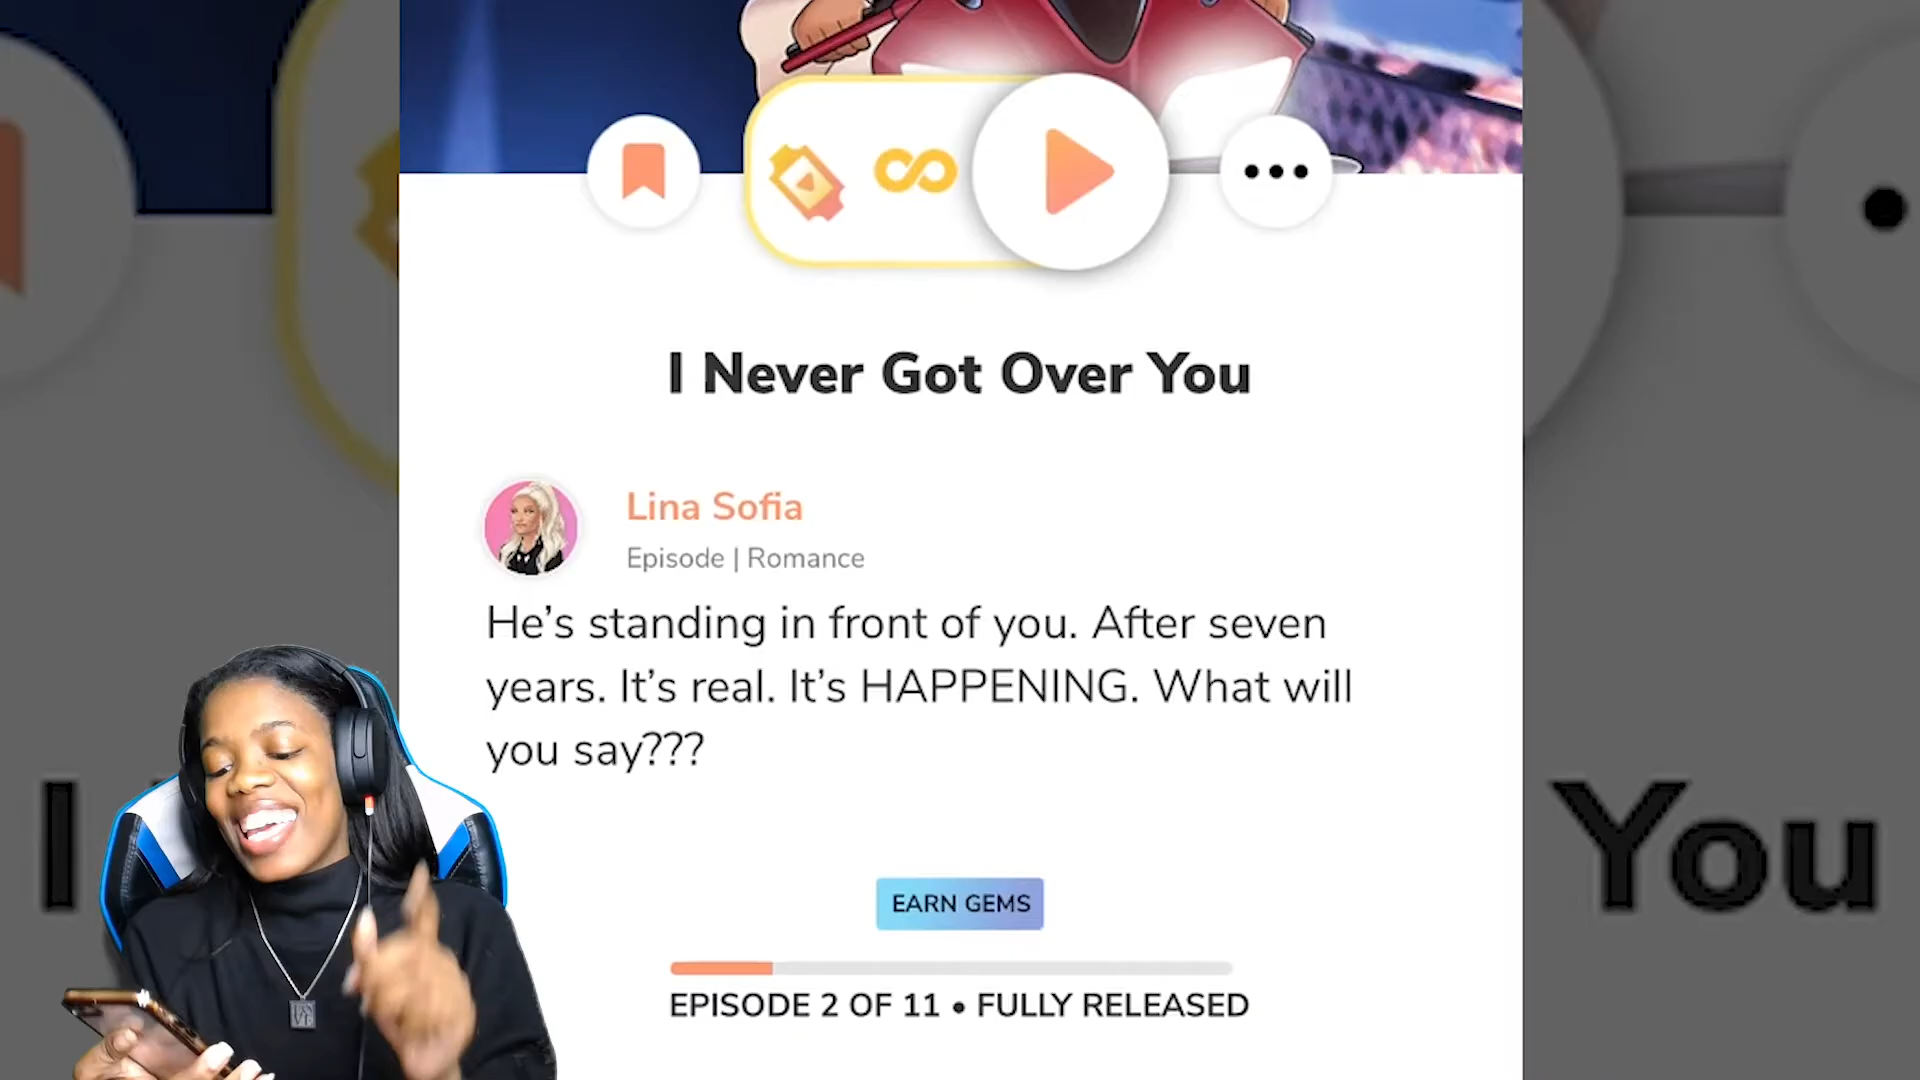 I Never Got Over You
Lina Sofia
Episode | Romance
He's standing in front of you. After seven
years. It's real. It's HAPPENING. What will
you say???
EARN GEMS
EPISODE 2 OF 11 • FULLY RELEASED
I
You